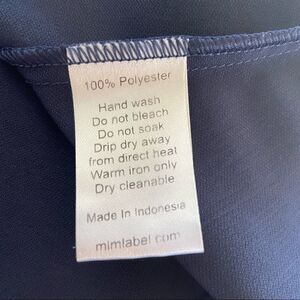 100% Polyester
Hand wash
Do not bleach
Do not soak
Drip dry away
from direct heat
Warm iron only
Dry cleanable
Made In Indonesia
mimlabel.com